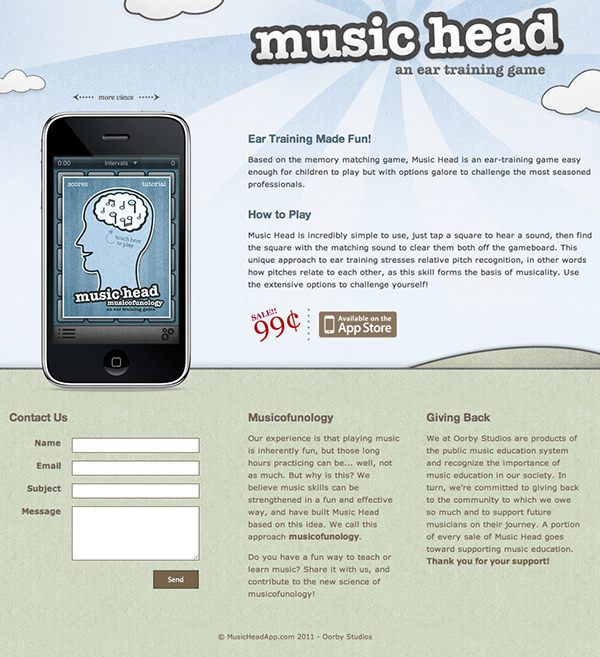 music head
an ear training game
more views
0:00
Intervals
0
scores
tutorial
touch here
to play
music head
musicofunology
an ear training game
Ear Training Made Fun!
Based on the memory matching game, Music Head is an ear-training game easy
enough for children to play but with options galore to challenge the most seasoned
professionals.
How to Play
Music Head is incredibly simple to use, just tap a square to hear a sound, then find
the square with the matching sound to clear them both off the gameboard. This
unique approach to ear training stresses relative pitch recognition, in other words
how pitches relate to each other, as this skill forms the basis of musicality. Use
the extensive options to challenge yourself!
SALE!!
99¢
Available on the
App Store
Contact Us
Name
Email
Subject
Message
Send
Musicofunology
Our experience is that playing music
is inherently fun, but those long
hours practicing can be... well, not
as much. But why is this? We
believe music skills can be
strengthened in a fun and effective
way, and have built Music Head
based on this idea. We call this
approach musicofunology.
Do you have a fun way to teach or
learn music? Share it with us, and
contribute to the new science of
musicofunology!
Giving Back
We at Oorby Studios are products of
the public music education system
and recognize the importance of
music education in our society. In
turn, we're committed to giving back
to the community to which we owe
so much and to support future
musicians on their journey. A portion
of every sale of Music Head goes
toward supporting music education.
Thank you for your support!
© MusicHeadApp.com 2011 - Oorby Studios